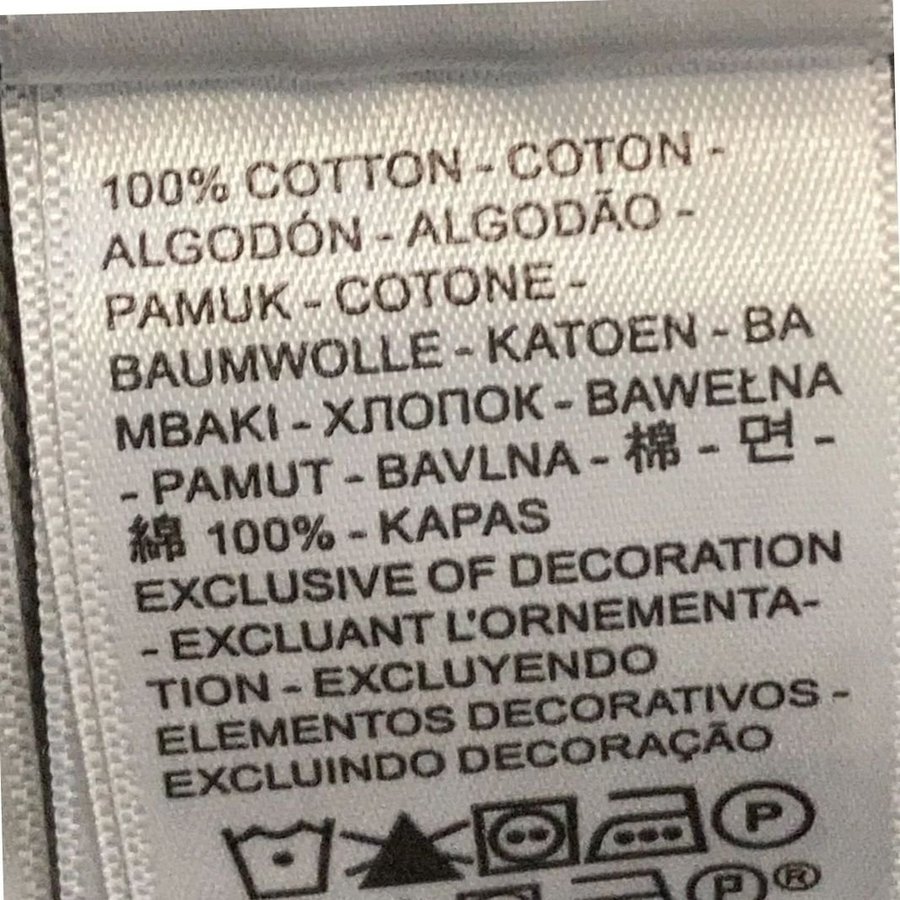 100% COTTON - COTON -
ALGODÓN - ALGODÃO -
PAMUK - COTONE -
BAUMWOLLE - KATOEN - BA
MBAKI - ХЛОПОК - BAWEŁNA
- PAMUT - BAVLNA - 棉 - 면 -
綿 100% - KAPAS
EXCLUSIVE OF DECORATION
- EXCLUANT L'ORNEMENTA-
TION - EXCLUYENDO
ELEMENTOS DECORATIVOS -
EXCLUINDO DECORAÇÃO
P
P ®